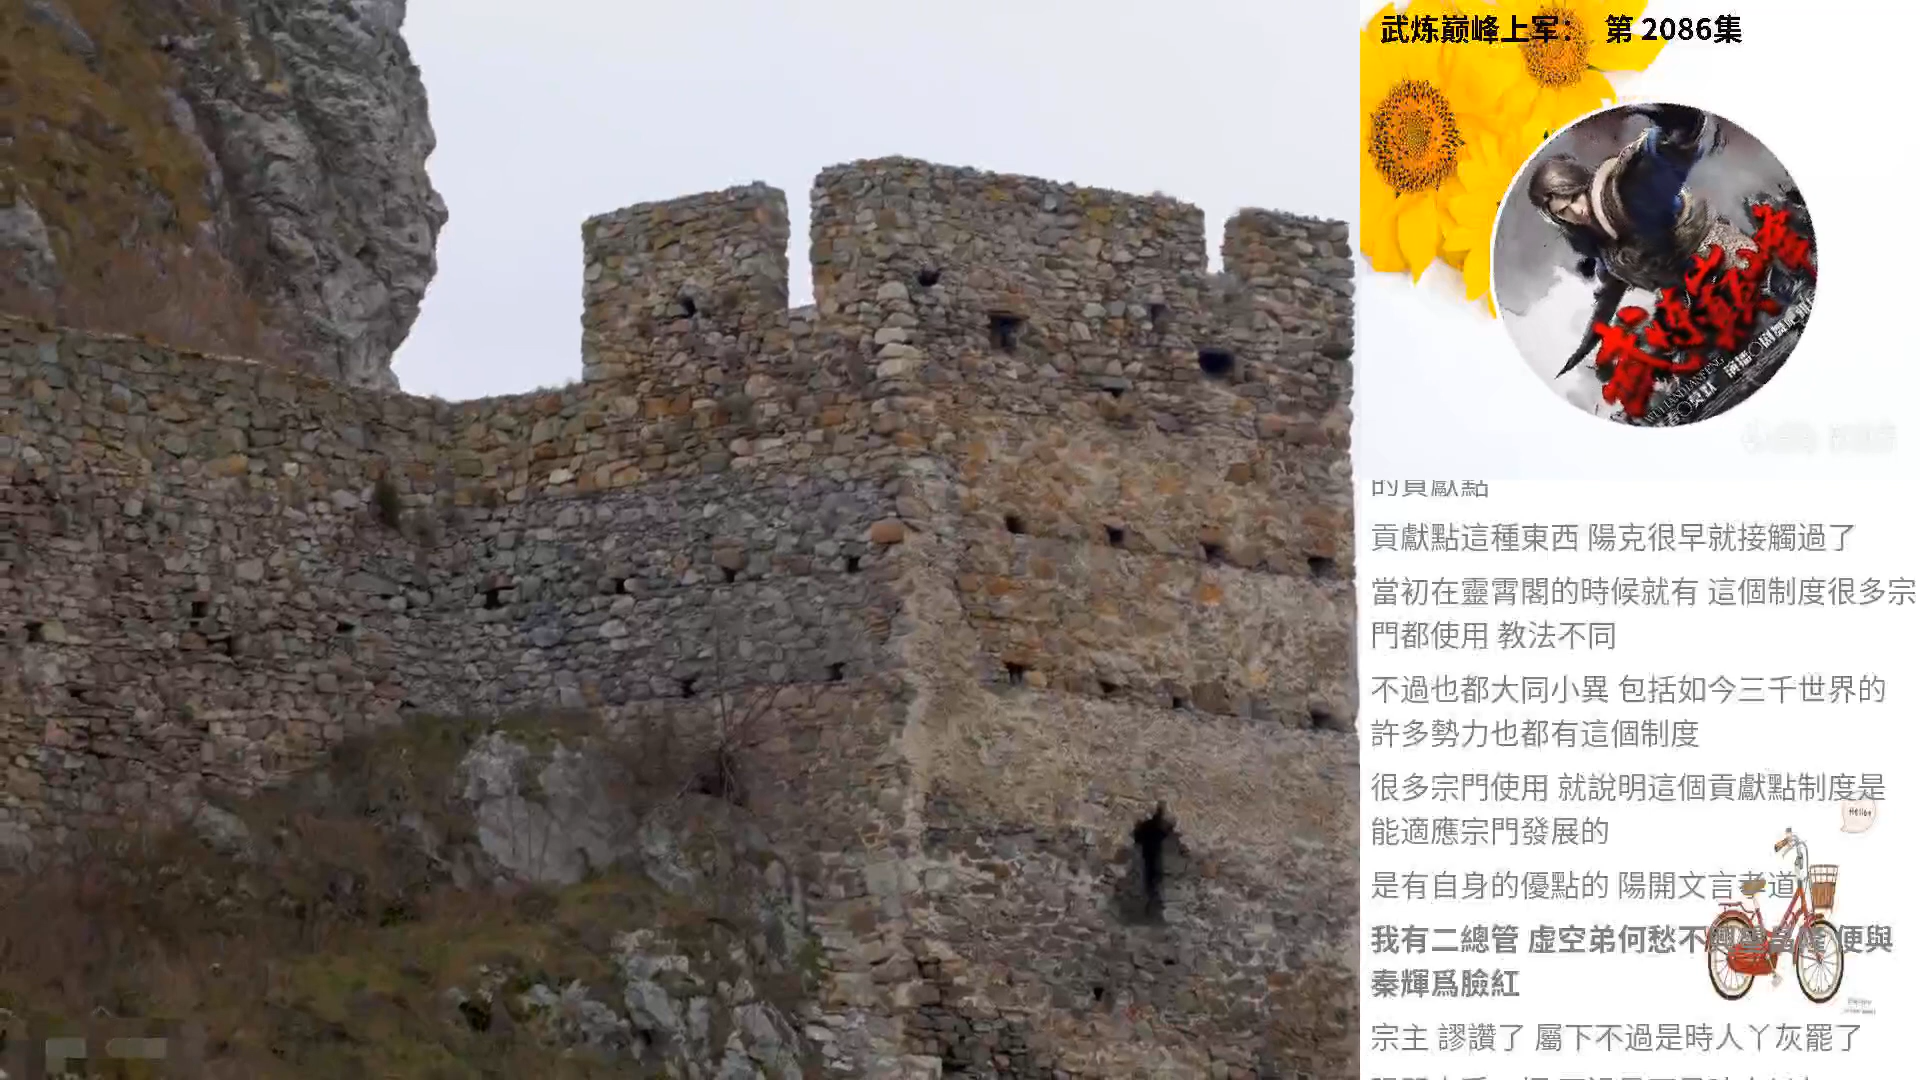 武炼巅峰上军： 第 2086集
的貢獻點
貢獻點這種東西 陽克很早就接觸過了
當初在靈霄閣的時候就有 這個制度很多宗
門都使用 教法不同
不過也都大同小異 包括如今三千世界的
許多勢力也都有這個制度
很多宗門使用 就說明這個貢獻點制度是
能適應宗門發展的
Hello
是有自身的優點的 陽開文言孝道
我有二總管 虛空弟何愁不興 便與
秦輝爲臉紅
宗主 謬讚了 屬下不過是時人丫灰罷了